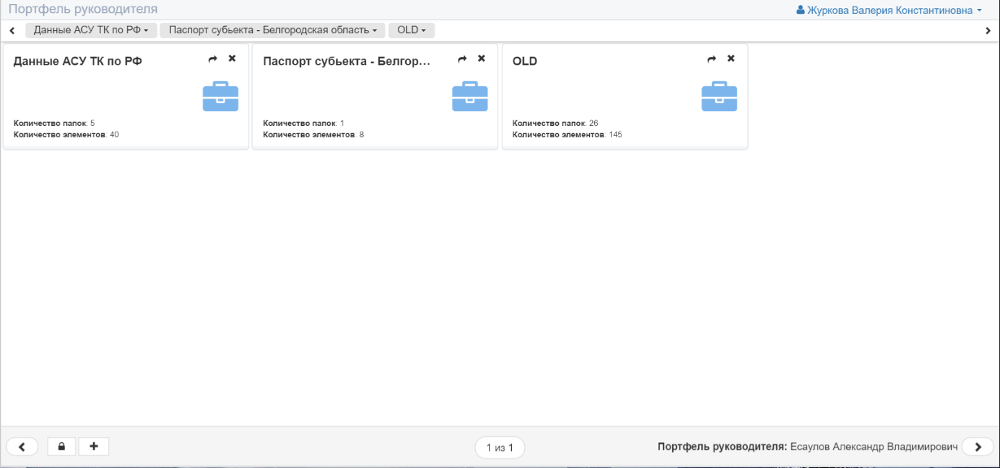 Портфель руководителя
Журкова Валерия Константиновна
Данные АСУ ТК по РФ
Паспорт субьекта - Белгородская область
OLD
Данные АСУ ТК по РФ
Количество папок: 5
Количество элементов: 40
Паспорт субьекта - Белгор...
Количество папок: 1
Количество элементов: 8
OLD
Количество папок: 26
Количество элементов: 145
1 из 1
Портфель руководителя: Есаулов Александр Владимирович